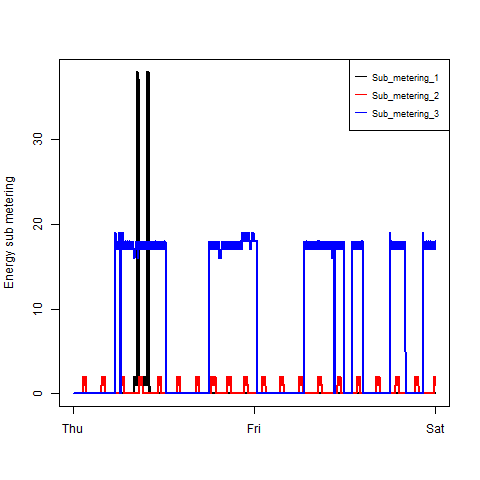 Sub_metering_1
Sub_metering_2
Sub_metering_3
Energy sub metering
30
20
10
0
Thu
Fri
Sat